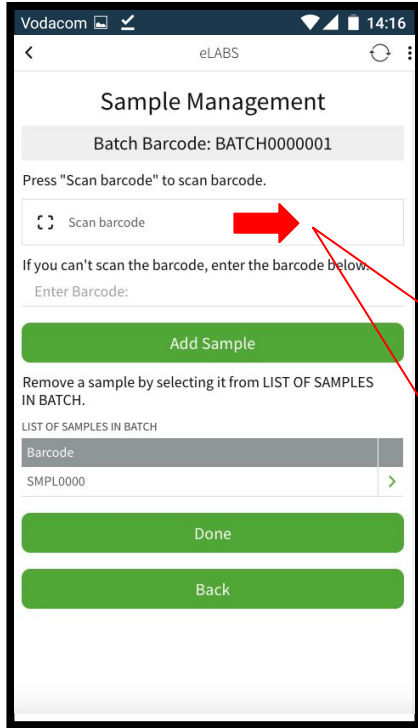 Vodacom 14:16
eLABS
Sample Management
Batch Barcode: BATCH0000001
Press "Scan barcode" to scan barcode.
Scan barcode
If you can't scan the barcode, enter the barcode below.
Enter Barcode:
Add Sample
Remove a sample by selecting it from LIST OF SAMPLES
IN BATCH.
LIST OF SAMPLES IN BATCH
Barcode
SMPL0000
Done
Back